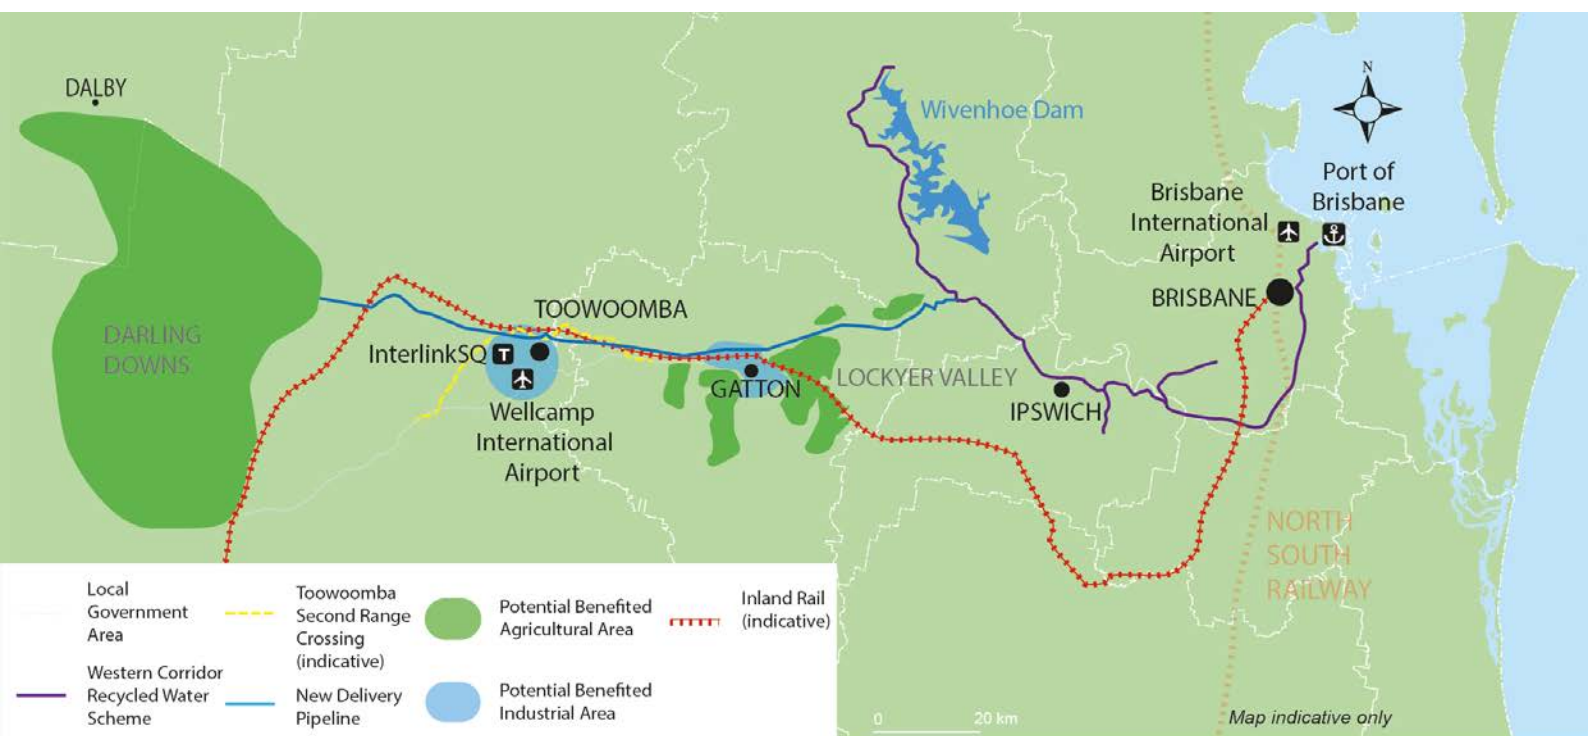 DALBY
Wivenhoe Dam
N
Port of
Brisbane
Brisbane
International
Airport
BRISBANE
TOOWOOMBA
DARLING
DOWNS
InterlinkSQ
T
GATTON
LOCKYER VALLEY
IPSWICH
Wellcamp
International
Airport
NORTH
SOUTH
RAILWAY
Local
Government
Area
Toowoomba
Second Range
Crossing
(indicative)
Potential Benefited
Agricultural Area
Inland Rail
(indicative)
Western Corridor
Recycled Water
Scheme
New Delivery
Pipeline
Potential Benefited
Industrial Area
0 20 km
Map indicative only